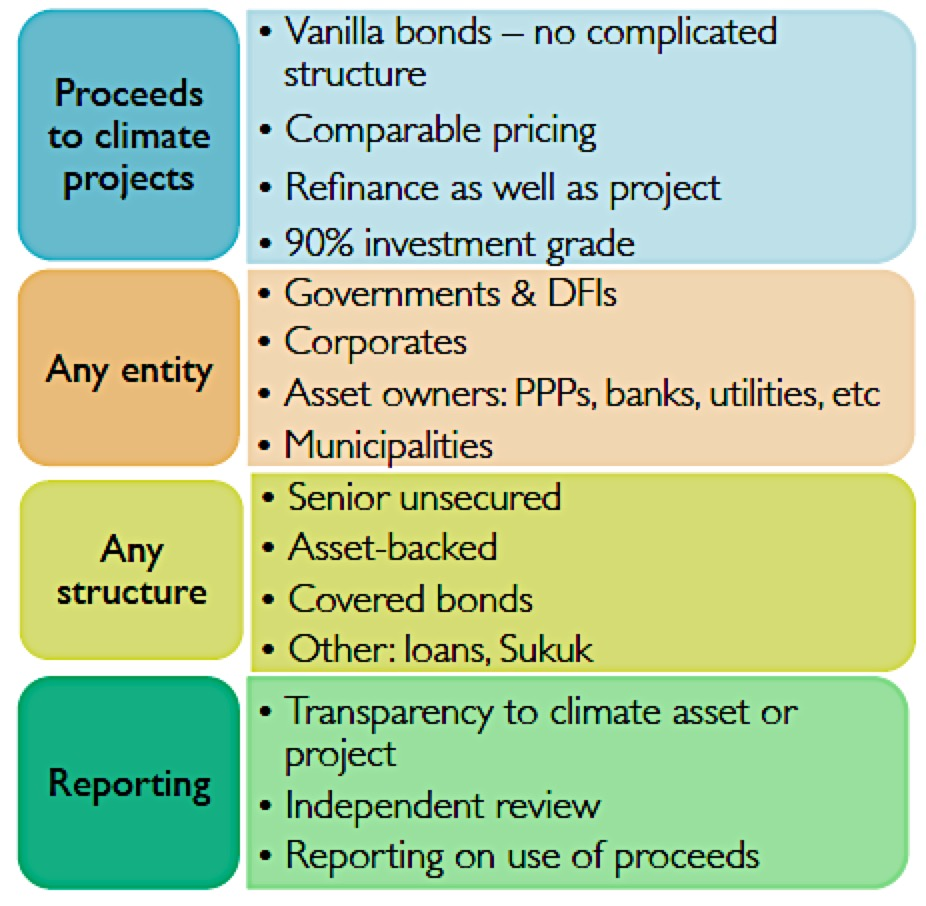 Proceeds
to climate
projects
• Vanilla bonds – no complicated
structure
• Comparable pricing
• Refinance as well as project
• 90% investment grade
Any entity
• Governments & DFIs
• Corporates
• Asset owners: PPPs, banks, utilities, etc
• Municipalities
Any
structure
• Senior unsecured
• Asset-backed
• Covered bonds
• Other: loans, Sukuk
Reporting
• Transparency to climate asset or
project
• Independent review
• Reporting on use of proceeds